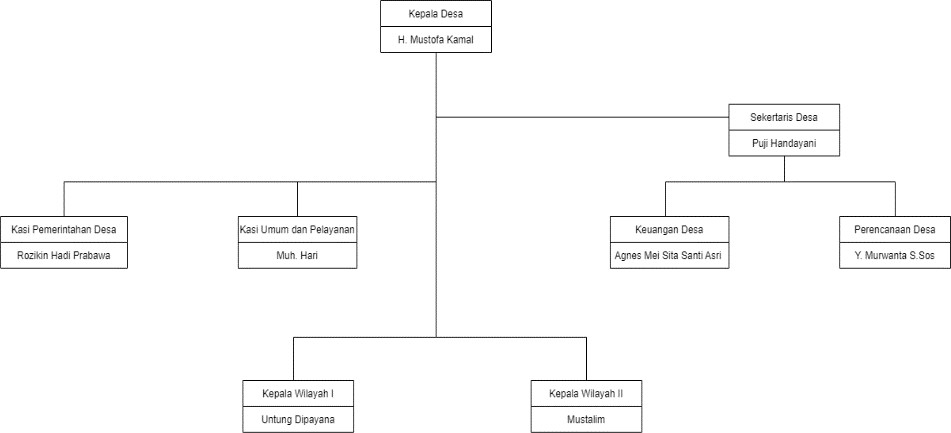 Kepala Desa
H. Mustofa Kamal
Sekertaris Desa
Puji Handayani
Kasi Pemerintahan Desa
Rozikin Hadi Prabawa
Kasi Umum dan Pelayanan
Muh. Hari
Keuangan Desa
Agnes Mei Sita Santi Asri
Perencanaan Desa
Y. Murwanta S.Sos
Kepala Wilayah I
Untung Dipayana
Kepala Wilayah II
Mustalim